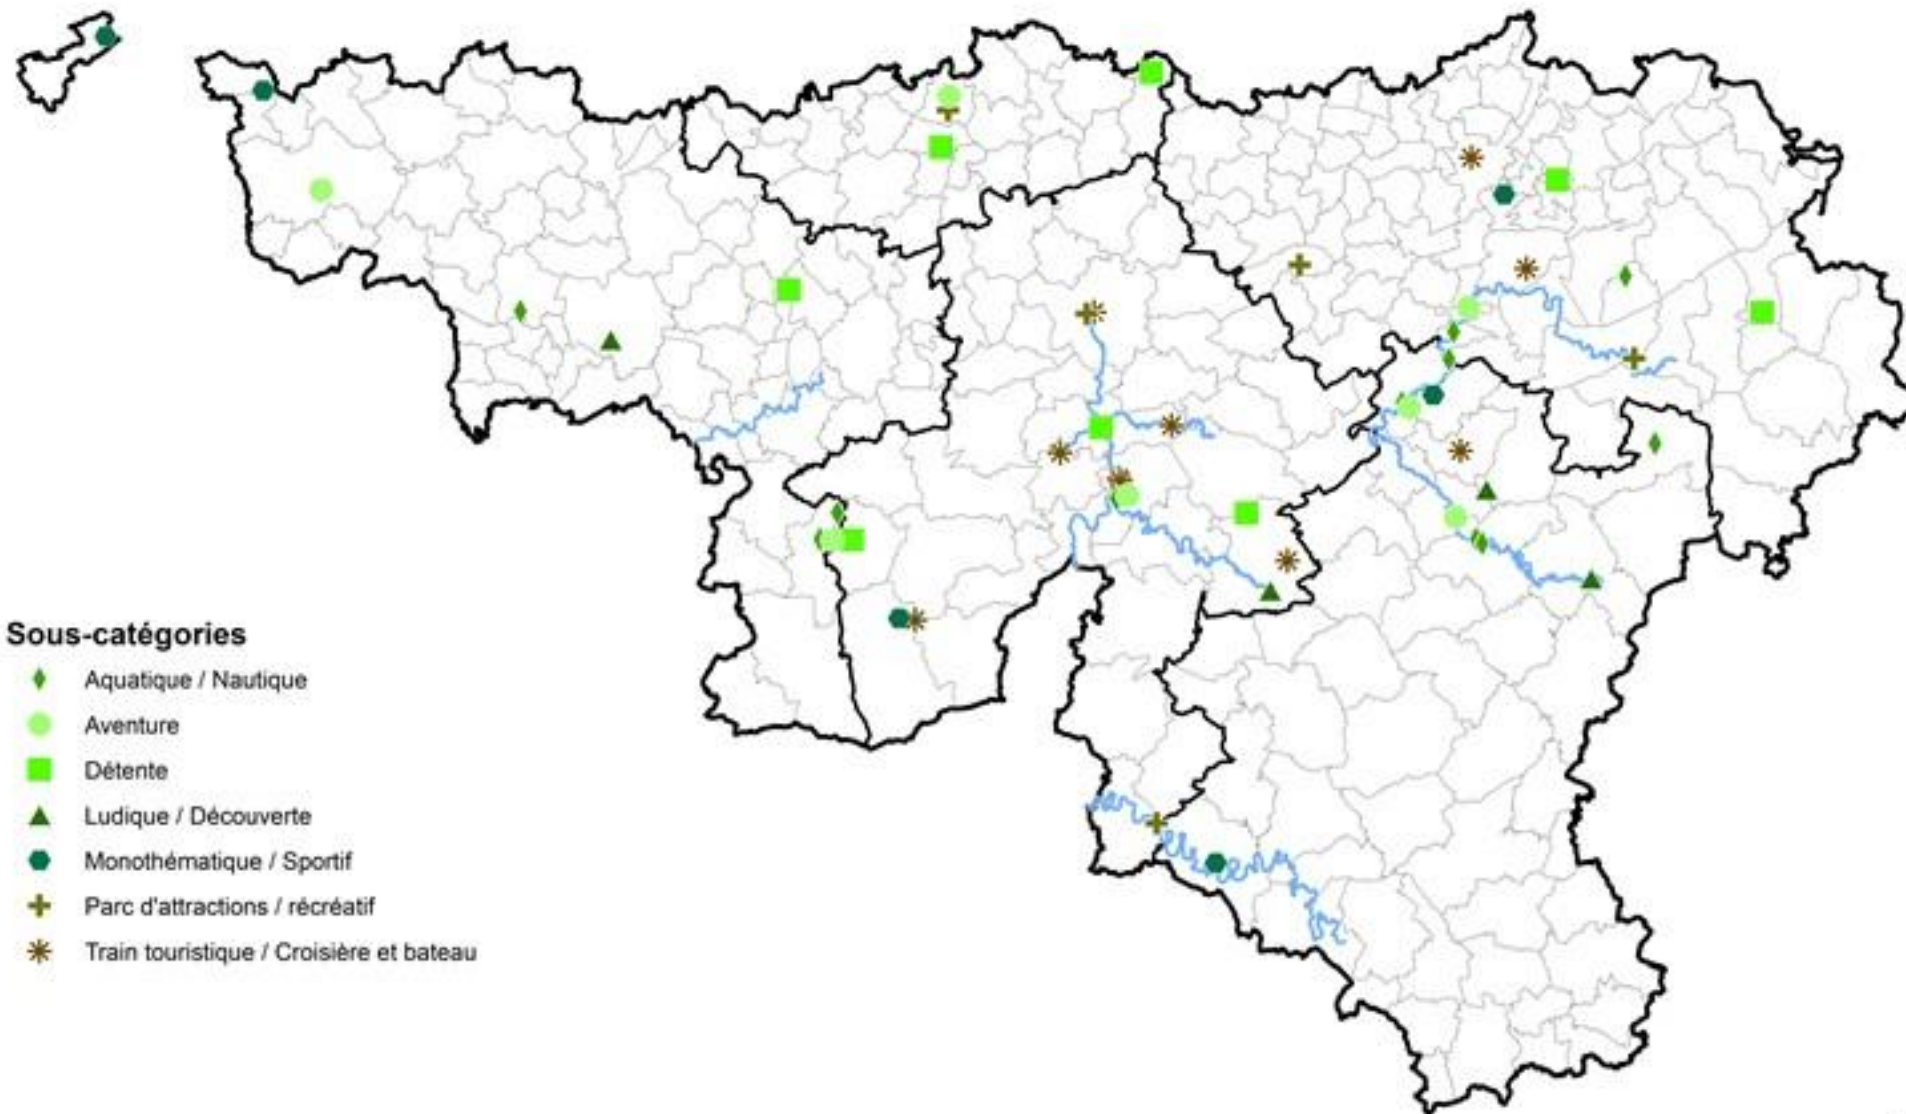 Sous-catégories
Aquatique / Nautique
Aventure
Détente
Ludique / Découverte
Monothématique / Sportif
Parc d'attractions / récréatif
Train touristique / Croisière et bateau